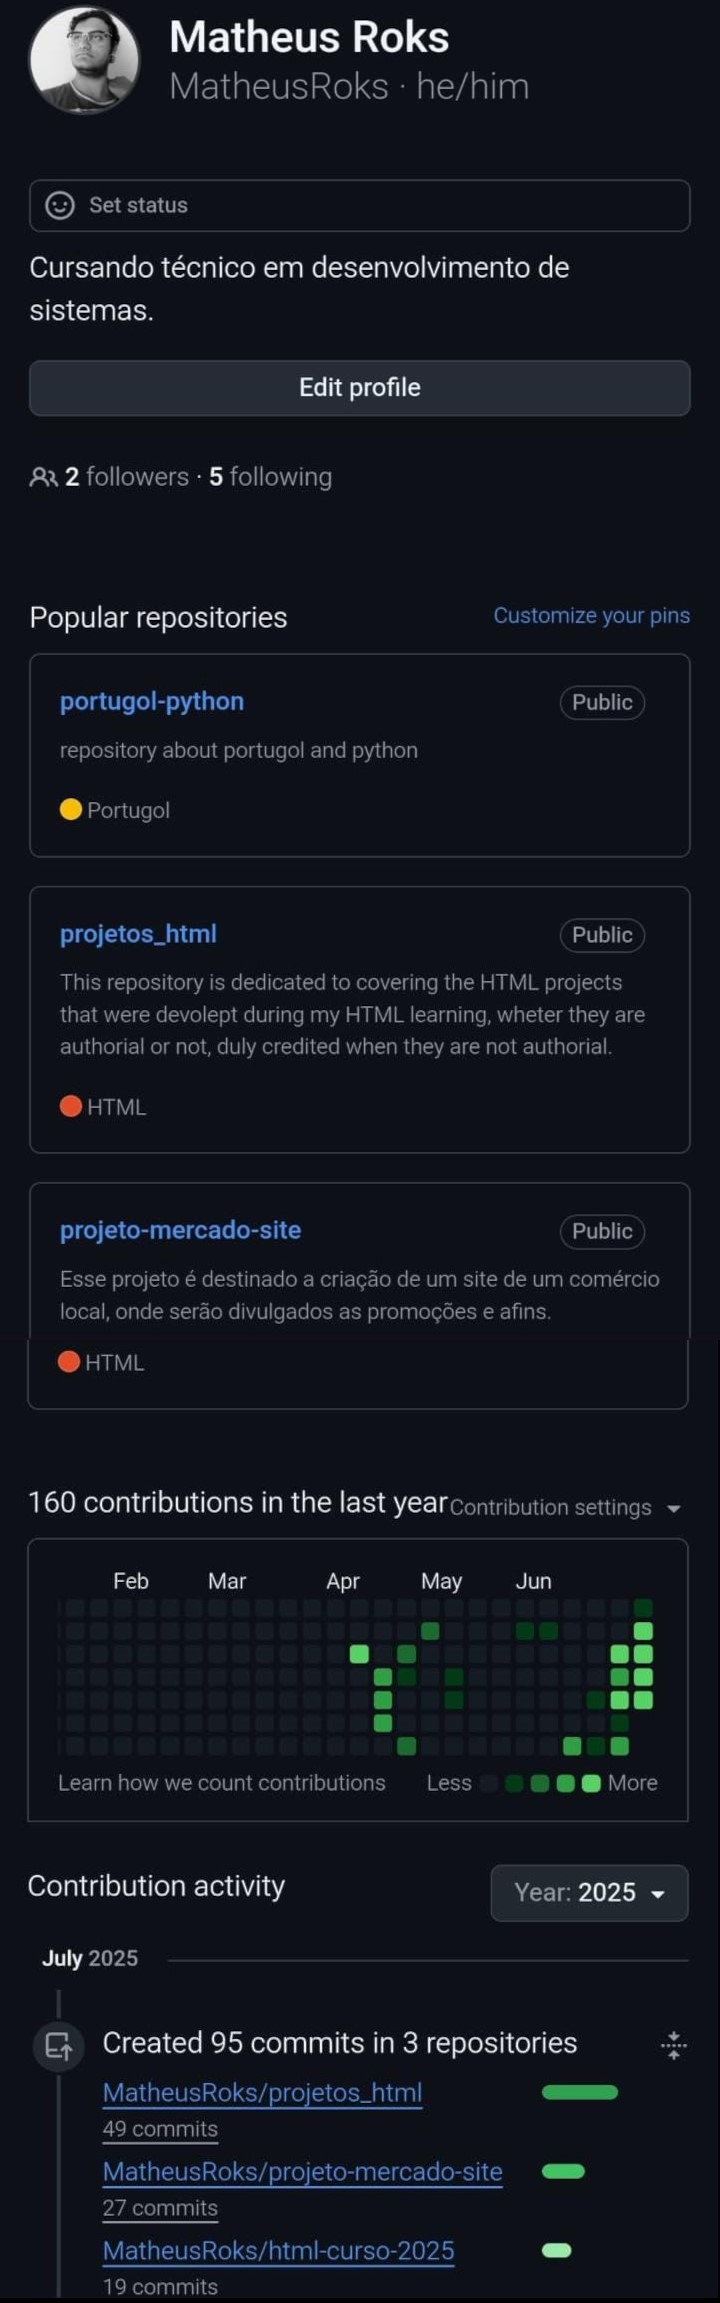 Matheus Roks
MatheusRoks · he/him
Set status
Cursando técnico em desenvolvimento de
sistemas.
Edit profile
2 followers · 5 following
Popular repositories
Customize your pins
portugol-python
Public
repository about portugol and python
Portugol
projetos_html
Public
This repository is dedicated to covering the HTML projects
that were devolept during my HTML learning, wheter they are
authorial or not, duly credited when they are not authorial.
HTML
projeto-mercado-site
Public
Esse projeto é destinado a criação de um site de um comércio
local, onde serão divulgados as promoções e afins.
HTML
160 contributions in the last year
Contribution settings
Feb Mar Apr May Jun
Learn how we count contributions
Less
More
Contribution activity
Year: 2025
July 2025
Created 95 commits in 3 repositories
MatheusRoks/projetos_html
49 commits
MatheusRoks/projeto-mercado-site
27 commits
MatheusRoks/html-curso-2025
19 commits